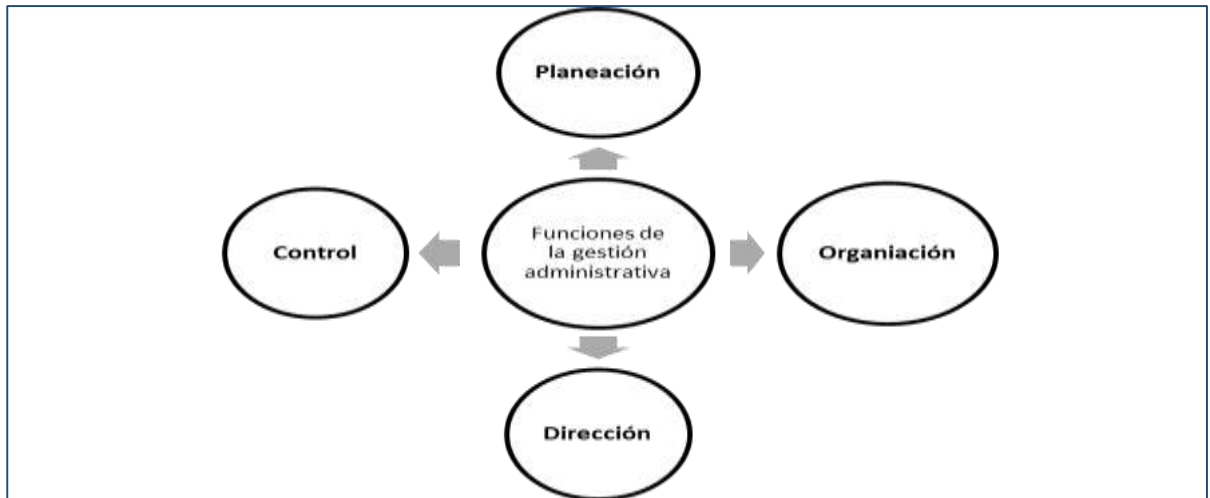 Planeación
Control
Funciones de
la gestión
administrativa
Organiación
Dirección